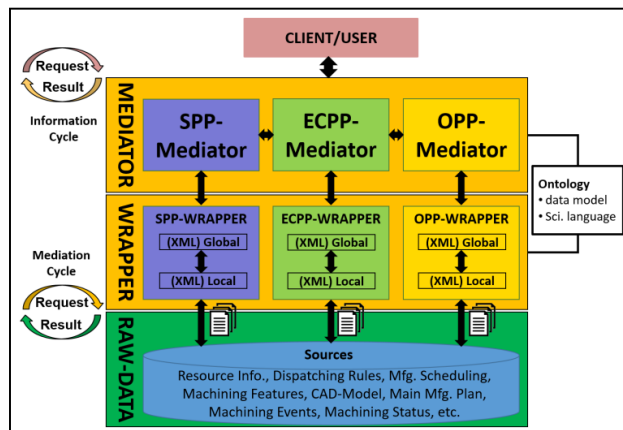 CLIENT/USER
Request
Result
Information
Cycle
MEDIATOR
SPP-
Mediator
ECPP-
Mediator
OPP-
Mediator
Ontology
• data model
• Sci. language
WRAPPER
SPP-WRAPPER
(XML) Global
(XML) Local
ECPP-WRAPPER
(XML) Global
(XML) Local
OPP-WRAPPER
(XML) Global
(XML) Local
Mediation
Cycle
Request
Result
RAW-DATA
Sources
Resource Info., Dispatching Rules, Mfg. Scheduling,
Machining Features, CAD-Model, Main Mfg. Plan,
Machining Events, Machining Status, etc.